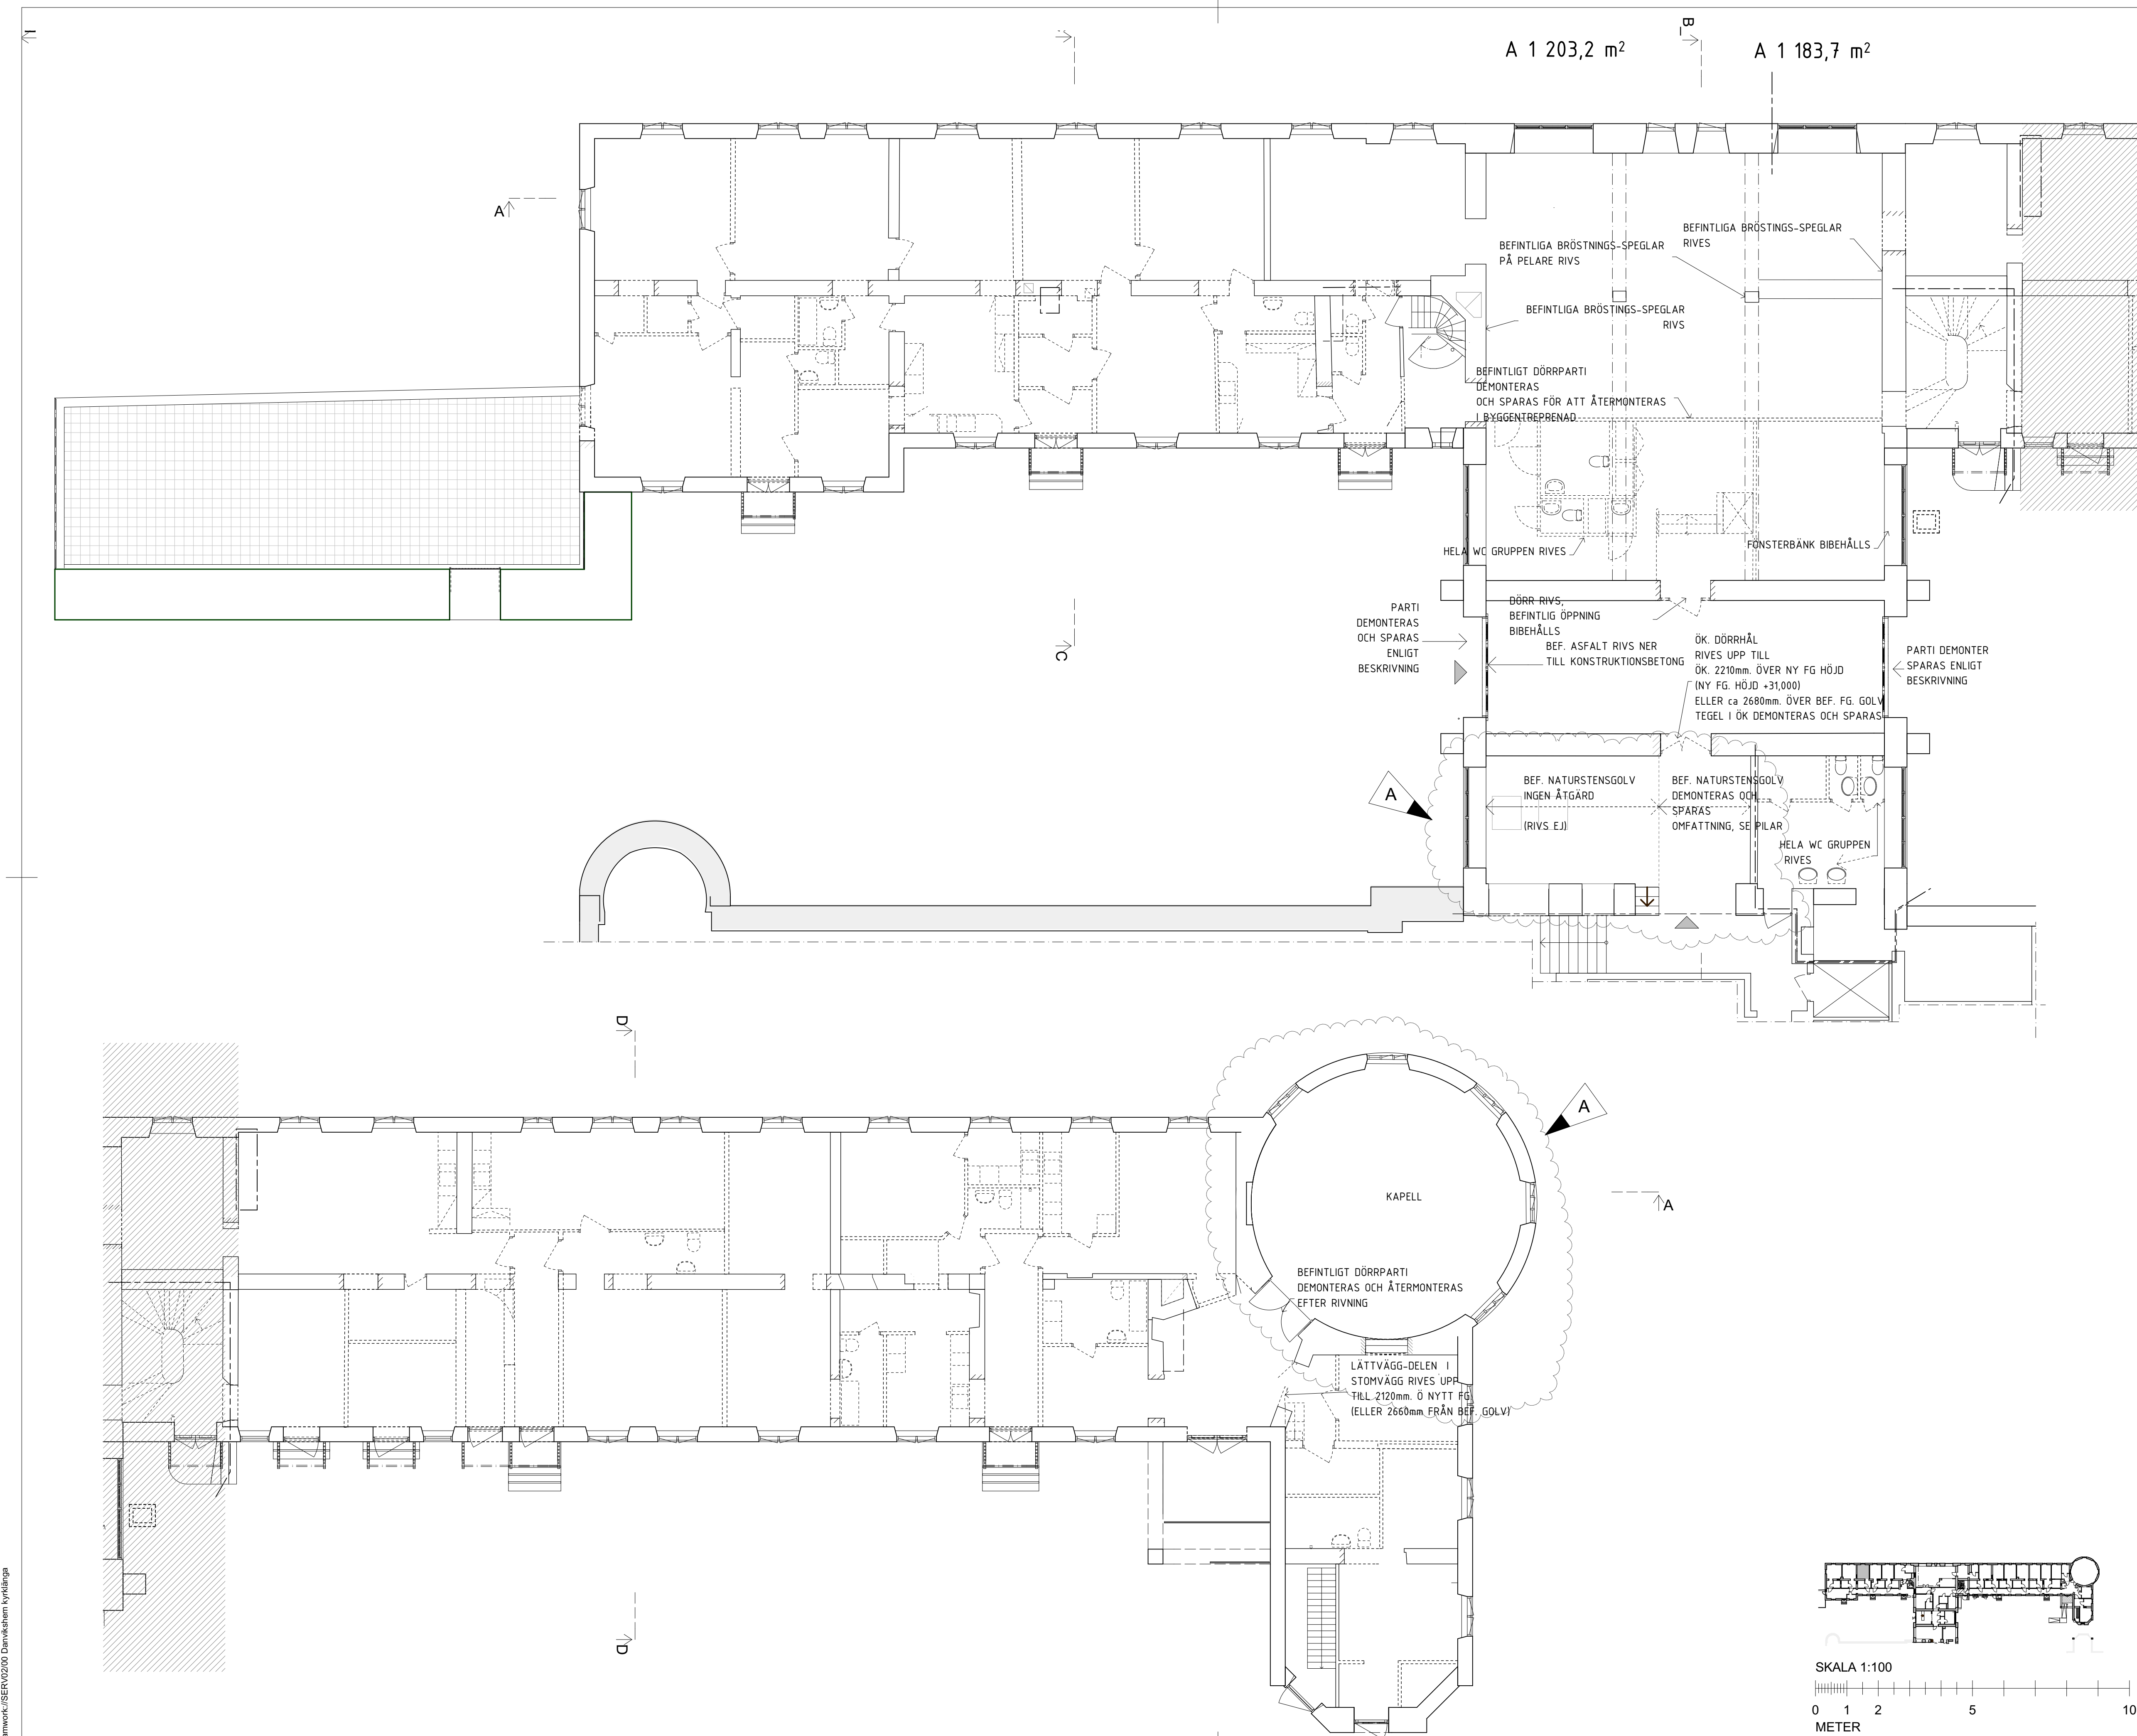 B
A 1 203,2 m²
A 1 183,7 m²
A
BEFINTLIGA BRÖSTNINGS-SPEGLAR
PÅ PELARE RIVS
BEFINTLIGA BRÖSTINGS-SPEGLAR
RIVES
BEFINTLIGA BRÖSTINGS-SPEGLAR
RIVS
BEFINTLIGT DÖRRPARTI
DEMONTERAS
OCH SPARAS FÖR ATT ÅTERMONTERAS
I BYGGENTREPRENAD
HELA WC GRUPPEN RIVES
FÖNSTERBÄNK BIBEHÅLLS
PARTI
DEMONTERAS
OCH SPARAS
ENLIGT
BESKRIVNING
DÖRR RIVS,
BEFINTLIG ÖPPNING
BIBEHÅLLS
BEF. ASFALT RIVS NER
TILL KONSTRUKTIONSBETONG
ÖK. DÖRRHÅL
RIVES UPP TILL
ÖK. 2210mm. ÖVER NY FG HÖJD
(NY FG. HÖJD +31,000)
ELLER ca 2680mm. ÖVER BEF. FG. GOLV
TEGEL I ÖK DEMONTERAS OCH SPARAS
PARTI DEMONTER
SPARAS ENLIGT
BESKRIVNING
C
A
BEF. NATURSTENSGOLV
INGEN ÅTGÄRD
(RIVS EJ)
BEF. NATURSTENSGOLV
DEMONTERAS OCH
SPARAS
OMFATTNING, SE PILAR
HELA WC GRUPPEN
RIVES
D
A
KAPELL
A
BEFINTLIGT DÖRRPARTI
DEMONTERAS OCH ÅTERMONTERAS
EFTER RIVNING
LÄTTVÄGG-DELEN I
STOMVÄGG RIVES UPP
TILL 2120mm. Ö NYTT FG.
(ELLER 2660mm FRÅN BEF. GOLV)
D
SKALA 1:100
0 1 2 5 10
METER
amwork://SERV02/00 Danvikshem kyrklänga